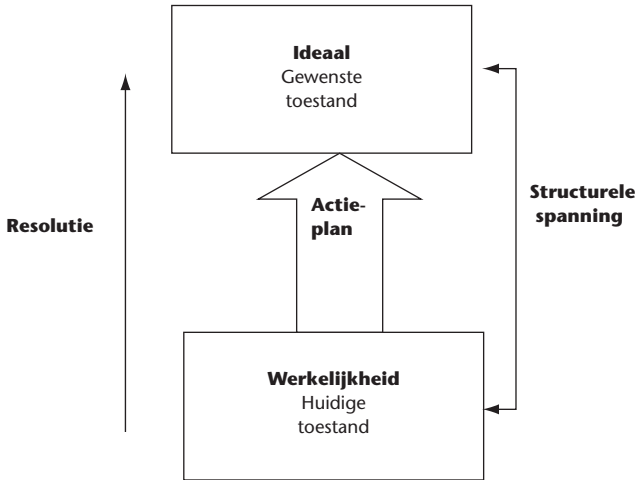 Ideaal
Gewenste
toestand
Actie-
plan
Resolutie
Structurele
spanning
Werkelijkheid
Huidige
toestand